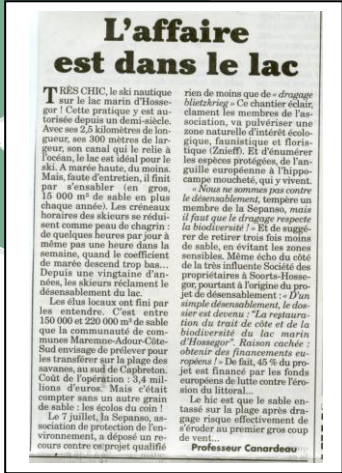 L'affaire
est dans le lac
TRÈS CHIC, le ski nautique
sur le lac marin d'Hosse-
gor ! Cette pratique y est au-
torisée depuis un demi-siècle.
Avec ses 2,5 kilomètres de lon-
gueur, ses 300 mètres de lar-
geur, son canal qui le relie à
l'océan, le lac est idéal pour le
ski. A marée haute, du moins.
Mais, faute d'entretien, il finit
par s'ensabler (en gros,
15 000 m³ de sable en plus
chaque année). Les créneaux
horaires des skieurs se rédui-
sent comme peau de chagrin :
de quelques heures par jour à
même pas une heure dans la
semaine, quand le coefficient
de marée descend trop bas...
Depuis une vingtaine d'an-
nées, les skieurs réclament le
désensablement du lac.
Les élus locaux ont fini par
les entendre. C'est entre
150 000 et 220 000 m³ de sable
que la communauté de com-
munes Maremne-Adour-Côte-
Sud envisage de prélever pour
les transférer sur la plage des
savanes, au sud de Capbreton.
Coût de l'opération : 3,4 mil-
lions d'euros. Mais c'était
compter sans un autre grain
de sable : les écolos du coin !
Le 7 juillet, la Sepanso, as-
sociation de protection de l'en-
vironnement, a déposé un re-
cours contre ce projet qualifié
rien de moins que de « dragage
blietzkrieg » Ce chantier éclair,
clament les membres de l'as-
sociation, va pulvériser une
zone naturelle d'intérêt écolo-
gique, faunistique et floris-
tique (Znieff). Et d'énumérer
les espèces protégées, de l'an-
guille européenne à l'hippo-
campe moucheté, qui y vivent.
« Nous ne sommes pas contre
le désensablement, tempère un
membre de la Sepanso, mais
il faut que le dragage respecte
la biodiversité ! » Et de suggé-
rer de retirer trois fois moins
de sable, en évitant les zones
sensibles. Même écho du côté
de la très influente Société des
propriétaires à Soorts-Hosse-
gor, pourtant à l'origine du pro-
jet de désensablement : « D'un
simple désensablement, le dos-
sier est devenu : "La restaura-
tion du trait de côte et de la
biodiversité du lac marin
d'Hossegor". Raison cachée :
obtenir des financements eu-
ropéens ! » De fait, 45 % du pro-
jet est financé par les fonds
européens de lutte contre l'éro-
sion du littoral...
Le hic est que le sable en-
tassé sur la plage après dra-
gage risque effectivement de
s'éroder au premier gros coup
de vent...
Professeur Canardeau